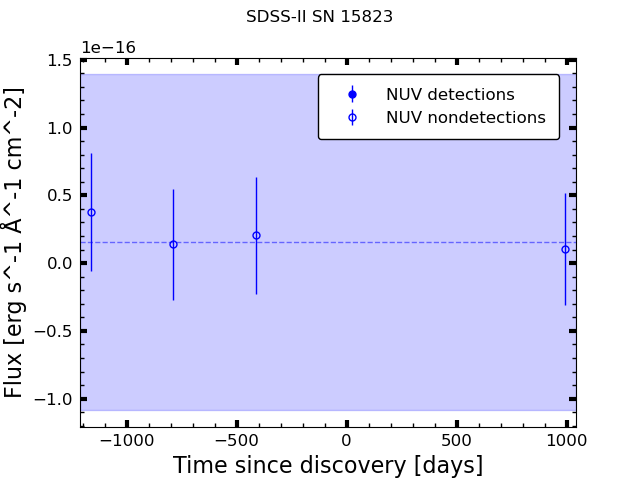 SDSS-II SN 15823
1e−16
NUV detections
NUV nondetections
1.5
1.0
0.5
0.0
−0.5
−1.0
Flux [erg s^-1 Å^-1 cm^-2]
−1000
−500
0
500
1000
Time since discovery [days]